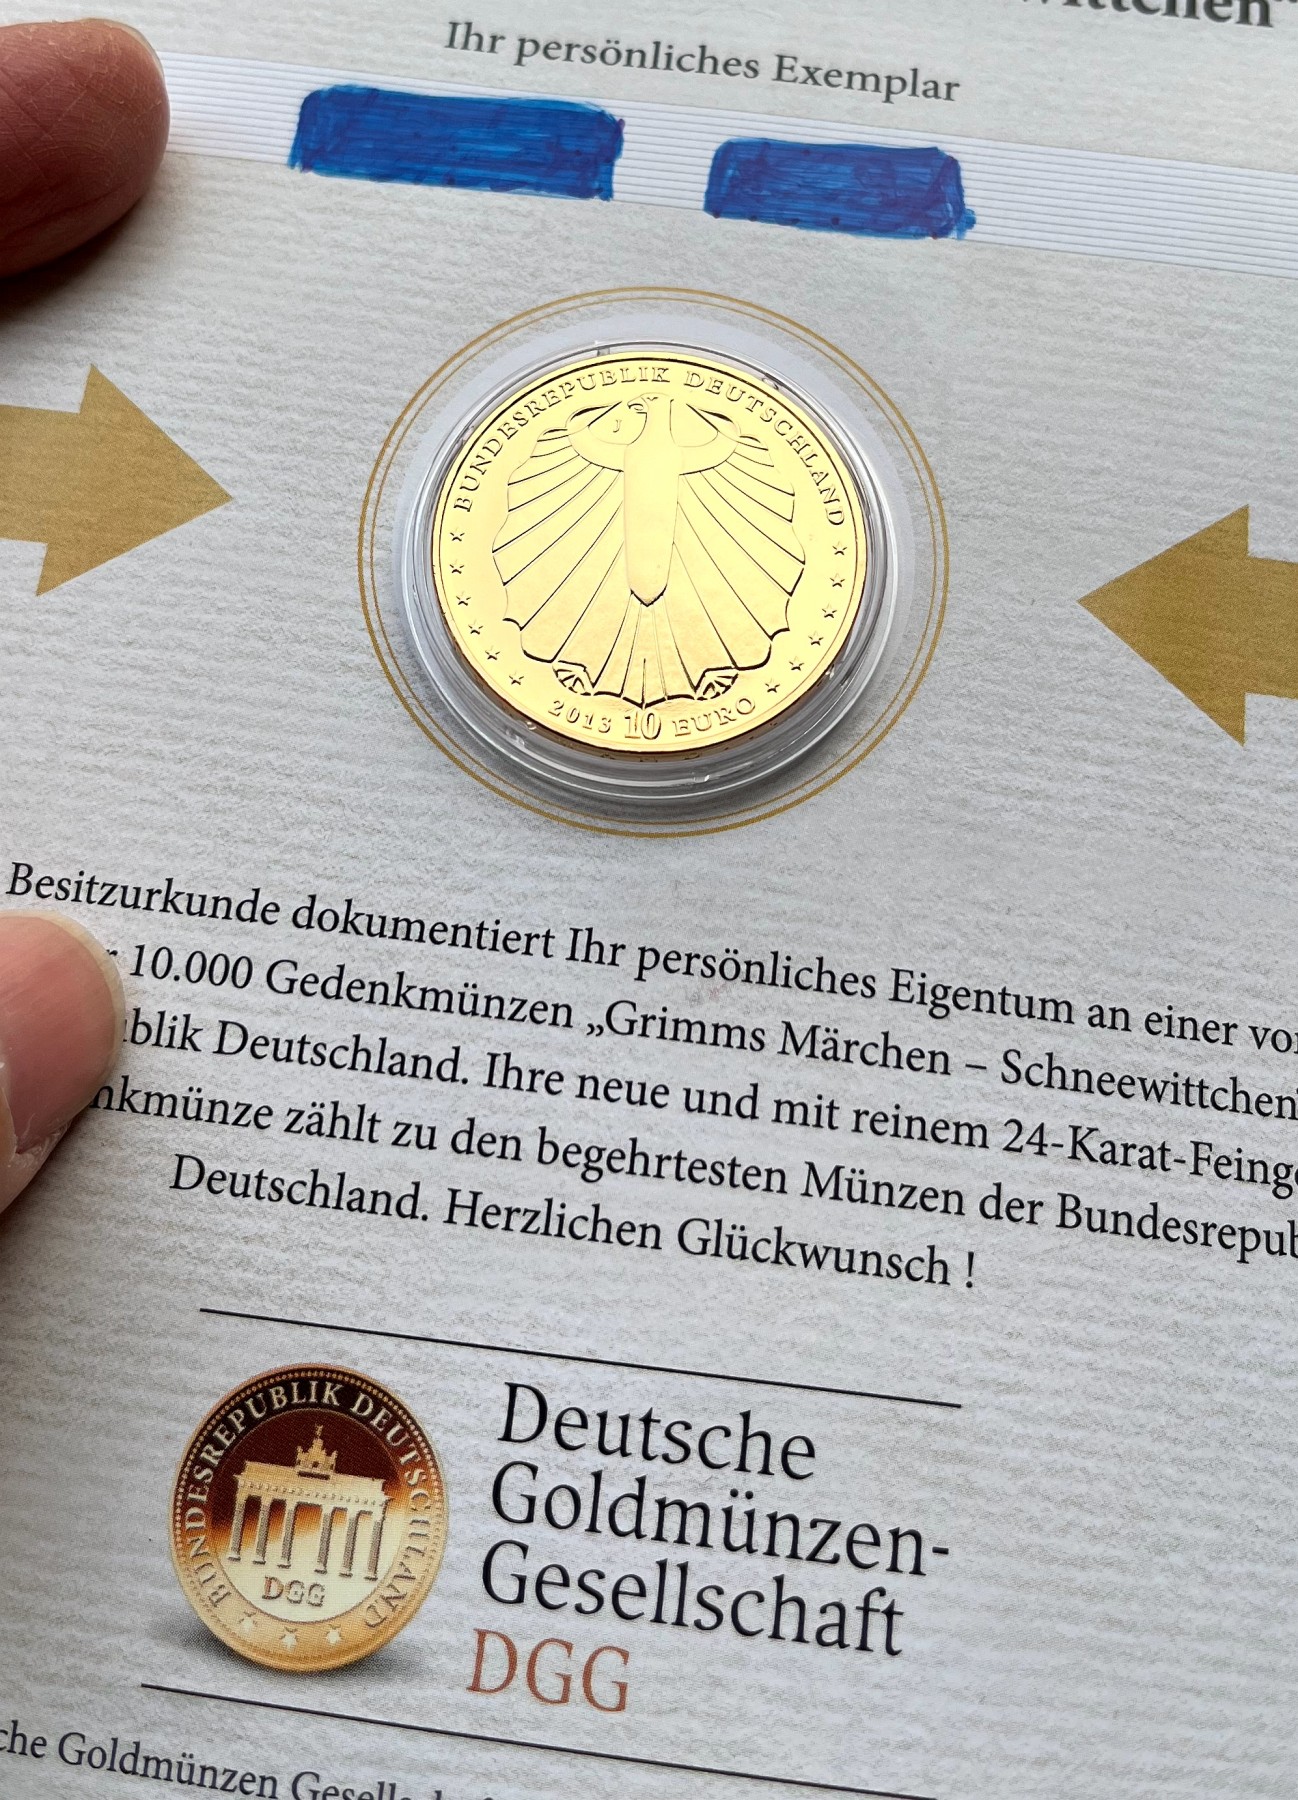 Ihr persönliches Exemplar
BUNDESREPUBLIK DEUTSCHLAND
J
2013 10 EURO
Besitzurkunde dokumentiert Ihr persönliches Eigentum an einer
10.000 Gedenkmünzen „Grimms Märchen – Schneewittchen
blik Deutschland. Ihre neue und mit reinem 24-Karat-Feing
nkmünze zählt zu den begehrtesten Münzen der Bundesrepub
Deutschland. Herzlichen Glückwunsch !
BUNDESREPUBLIK DEUTSCHLAND
DGG
Deutsche
Goldmünzen-
Gesellschaft
DGG
che Goldmünzen